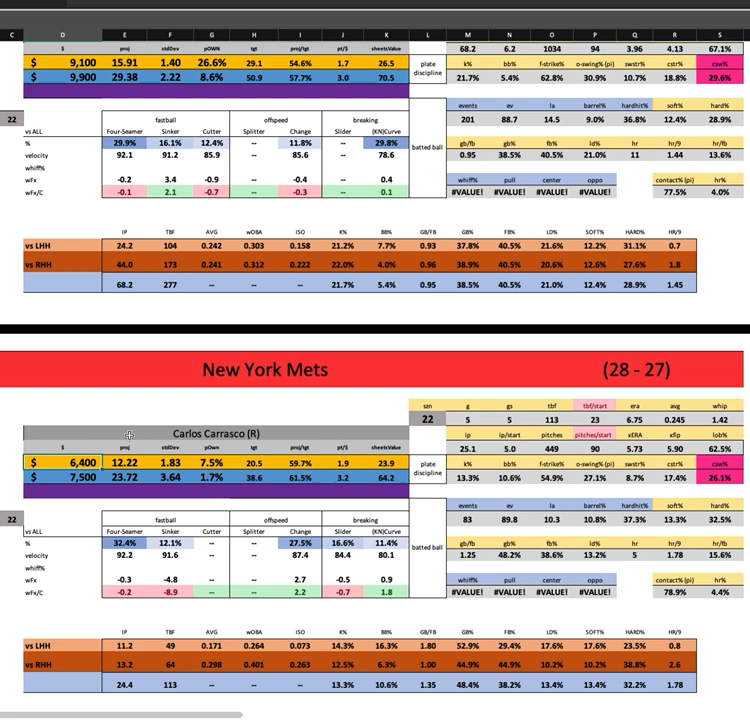 C D E F G H I J K L M N O P Q R S
$ proj stdDev pOWN tgt proj/tgt pt/$ sheetsValue 68.2 6.2 1034 94 3.96 4.13 67.1%
$ 9,100 15.91 1.40 26.6% 29.1 54.6% 1.7 26.5 plate discipline k% bb% f-strike% o-swing% (pi) swstr% cstr% csw%
$ 9,900 29.38 2.22 8.6% 50.9 57.7% 3.0 70.5 21.7% 5.4% 62.8% 30.9% 10.7% 18.8% 29.6%
events ev la barrel% hardhit% soft% hard%
22 fastball offspeed breaking batted ball 201 88.7 14.5 9.0% 36.8% 12.4% 28.9%
vs ALL Four-Seamer Sinker Cutter Splitter Change Slider (KN)Curve
% 29.9% 16.1% 12.4% -- 11.8% -- 29.8% gb/fb gb% fb% ld% hr hr/9 hr/fb
velocity 92.1 91.2 85.9 85.6 78.6 0.95 38.5% 40.5% 21.0% 11 1.44 13.6%
whiff%
wFx -0.2 3.4 -0.9 -- -0.4 -- 0.4 whiff% pull center oppo contact% (pi) hr%
wFx/C -0.1 2.1 -0.7 -- -0.3 -- 0.1 #VALUE! #VALUE! #VALUE! #VALUE! 77.5% 4.0%
IP TBF AVG wOBA ISO K% BB% GB/FB GB% FB% LD% SOFT% HARD% HR/9
vs LHH 24.2 104 0.242 0.303 0.158 21.2% 7.7% 0.93 37.8% 40.5% 21.6% 12.2% 31.1% 0.7
vs RHH 44.0 173 0.241 0.312 0.222 22.0% 4.0% 0.96 38.9% 40.5% 20.6% 12.6% 27.6% 1.8
68.2 277 -- -- -- 21.7% 5.4% 0.95 38.5% 40.5% 21.0% 12.4% 28.9% 1.45
New York Mets (28 - 27)
szn g gs tbf tbf/start era avg whip
22 5 5 113 23 6.75 0.245 1.42
Carlos Carrasco (R) ip ip/start pitches pitches/start xERA xfip lob%
$ proj stdDev pOwn tgt proj/tgt pt/$ sheetsValue 25.1 5.0 449 90 5.73 5.90 62.5%
$ 6,400 12.22 1.83 7.5% 20.5 59.7% 1.9 23.9 plate discipline k% bb% f-strike% o-swing% (pi) swstr% cstr% csw%
$ 7,500 23.72 3.64 1.7% 38.6 61.5% 3.2 64.2 13.3% 10.6% 54.9% 27.1% 8.7% 17.4% 26.1%
events ev la barrel% hardhit% soft% hard%
22 fastball offspeed breaking batted ball 83 89.8 10.3 10.8% 37.3% 13.3% 32.5%
vs ALL Four-Seamer Sinker Cutter Splitter Change Slider (KN)Curve
% 32.4% 12.1% -- -- 27.5% 16.6% 11.4% gb/fb gb% fb% ld% hr hr/9 hr/fb
velocity 92.2 91.6 -- -- 87.4 84.4 80.1 1.25 48.2% 38.6% 13.2% 5 1.78 15.6%
whiff%
wFx -0.3 -4.8 2.7 -0.5 0.9 whiff% pull center oppo contact% (pi) hr%
wFx/C -0.2 -8.9 -- -- 2.2 -0.7 1.8 #VALUE! #VALUE! #VALUE! #VALUE! 78.9% 4.4%
IP TBF AVG wOBA ISO K% BB% GB/FB GB% FB% LD% SOFT% HARD% HR/9
vs LHH 11.2 49 0.171 0.264 0.073 14.3% 16.3% 1.80 52.9% 29.4% 17.6% 17.6% 23.5% 0.8
vs RHH 13.2 64 0.298 0.401 0.263 12.5% 6.3% 1.00 44.9% 44.9% 10.2% 10.2% 38.8% 2.6
24.4 113 -- -- -- 13.3% 10.6% 1.35 48.4% 38.2% 13.4% 13.4% 32.2% 1.78